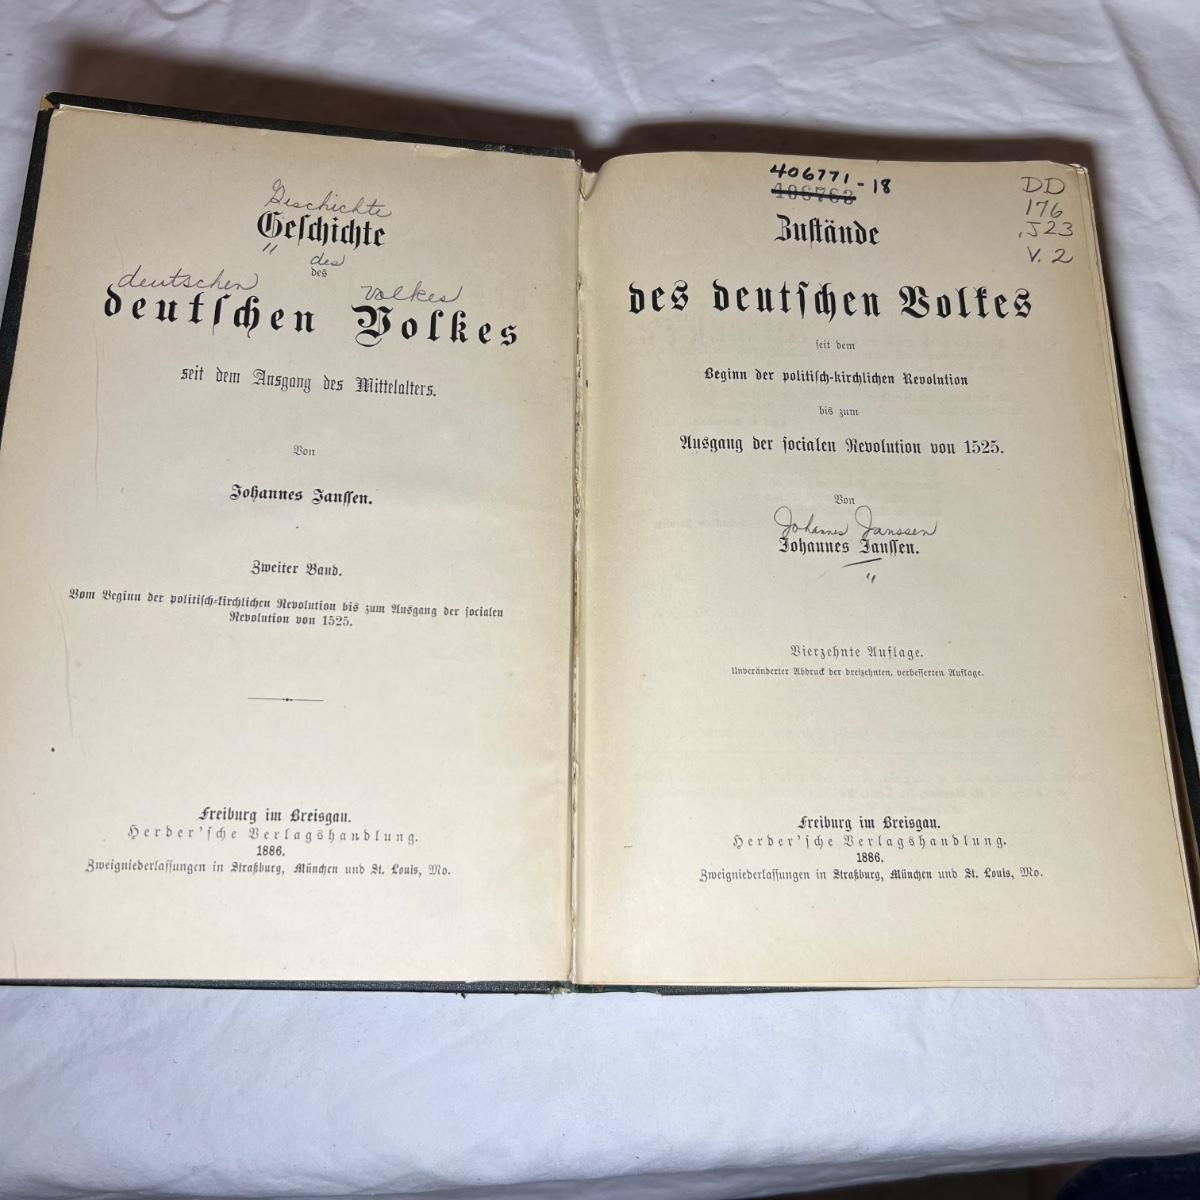 Geschichte
Geſchichte
"
des
des
deutschen Volkes
deutſchen Volkes
seit dem Ausgang des Mittelalters.
Von
Johannes Janſſen.
Zweiter Band.
Vom Beginn der politiſch-kirchlichen Revolution bis zum Ausgang der ſocialen
Revolution von 1525.
Freiburg im Breisgau.
Herder'ſche Verlagshandlung.
1886.
Zweigniederlaſſungen in Straßburg, München und St. Louis, Mo.
406771-18
406763
DD
176
.J23
V. 2
Zuſtände
des deutſchen Volkes
ſeit dem
Beginn der politiſch-kirchlichen Revolution
bis zum
Ausgang der ſocialen Revolution von 1525.
Von
Johannes Janssen
Johannes Janſſen.
"
Vierzehnte Auflage.
Unveränderter Abdruck der dreizehnten, verbeſſerten Auflage.
Freiburg im Breisgau.
Herder'ſche Verlagshandlung.
1886.
Zweigniederlaſſungen in Straßburg, München und St. Louis, Mo.